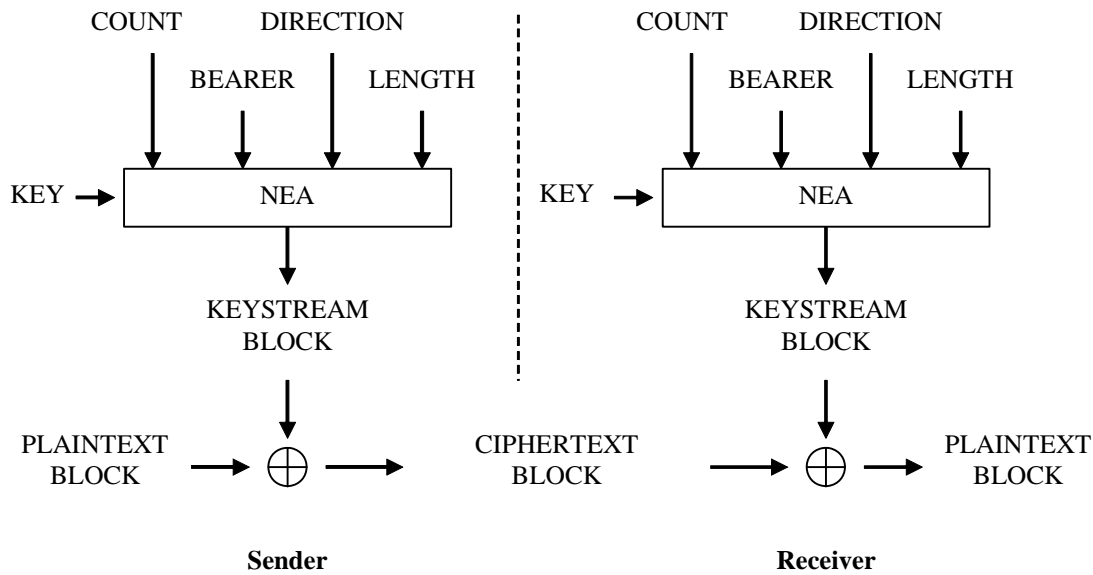 COUNT DIRECTION COUNT DIRECTION
BEARER LENGTH BEARER LENGTH
KEY NEA KEY NEA
KEYSTREAM KEYSTREAM
BLOCK BLOCK
PLAINTEXT CIPHERTEXT PLAINTEXT
BLOCK BLOCK BLOCK
Sender Receiver